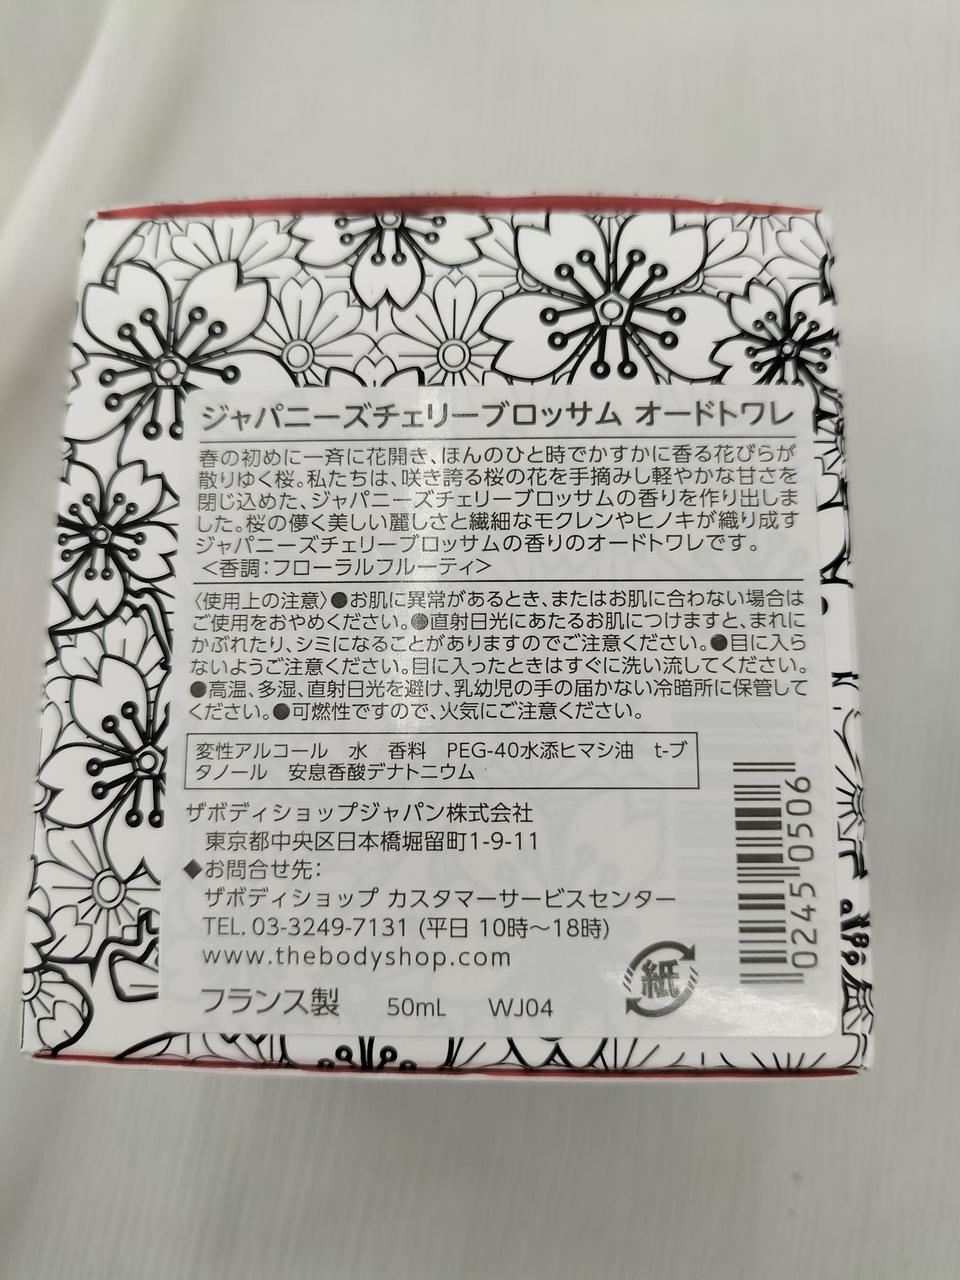 ジャパニーズチェリーブロッサム オードトワレ
春の初めに一斉に花開き、ほんのひと時でかすかに香る花びらが
散りゆく桜。私たちは、咲き誇る桜の花を手摘みし軽やかな甘さを
閉じ込めた、ジャパニーズチェリーブロッサムの香りを作り出しま
した。桜の儚く美しい麗しさと繊細なモクレンやヒノキが織り成す
ジャパニーズチェリーブロッサムの香りのオードトワレです。
<香調:フローラルフルーティ>
〈使用上の注意〉●お肌に異常があるとき、またはお肌に合わない場合は
ご使用をおやめください。●直射日光にあたるお肌につけますと、まれに
かぶれたり、シミになることがありますのでご注意ください。●目に入ら
ないようご注意ください。目に入ったときはすぐに洗い流してください。
●高温、多湿、直射日光を避け、乳幼児の手の届かない冷暗所に保管して
ください。●可燃性ですので、火気にご注意ください。
変性アルコール 水 香料 PEG-40水添ヒマシ油 t-ブ
タノール 安息香酸デナトニウム
ザボディショップジャパン株式会社
東京都中央区日本橋堀留町1-9-11
◆お問合せ先:
ザボディショップ カスタマーサービスセンター
TEL. 03-3249-7131 (平日 10時～18時)
www.thebodyshop.com
フランス製 50mL WJ04
紙
02450506